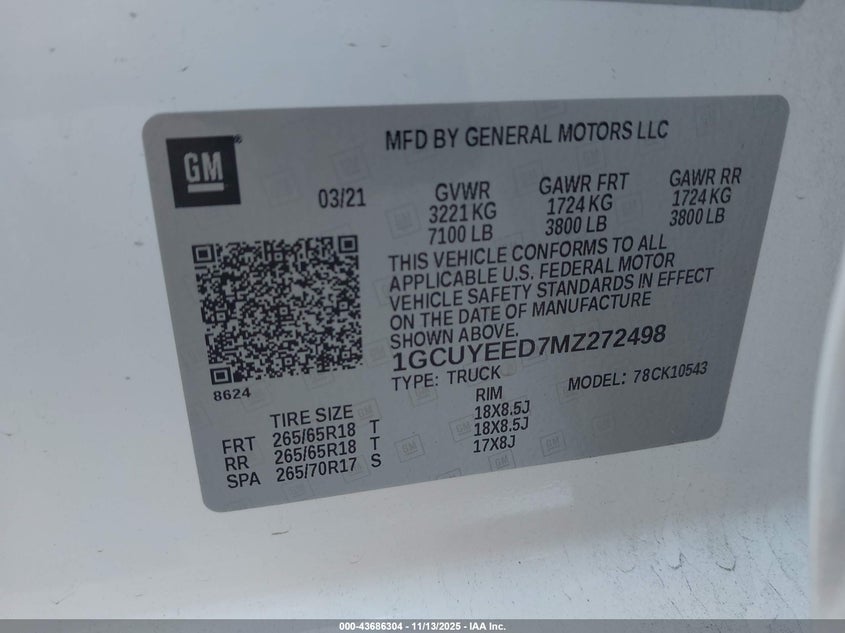 GM
MFD BY GENERAL MOTORS LLC
03/21
GVWR
3221 KG
7100 LB
GAWR FRT
1724 KG
3800 LB
GAWR RR
1724 KG
3800 LB
THIS VEHICLE CONFORMS TO ALL
APPLICABLE U.S. FEDERAL MOTOR
VEHICLE SAFETY STANDARDS IN EFFECT
ON THE DATE OF MANUFACTURE
SHOWN ABOVE.
1GCUYEED7MZ272498
TYPE: TRUCK MODEL: 78CK10543
8624
TIRE SIZE RIM
FRT 265/65R18 T 18X8.5J
RR 265/65R18 T 18X8.5J
SPA 265/70R17 S 17X8J
000-43686304 - 11/13/2025 - IAA Inc.